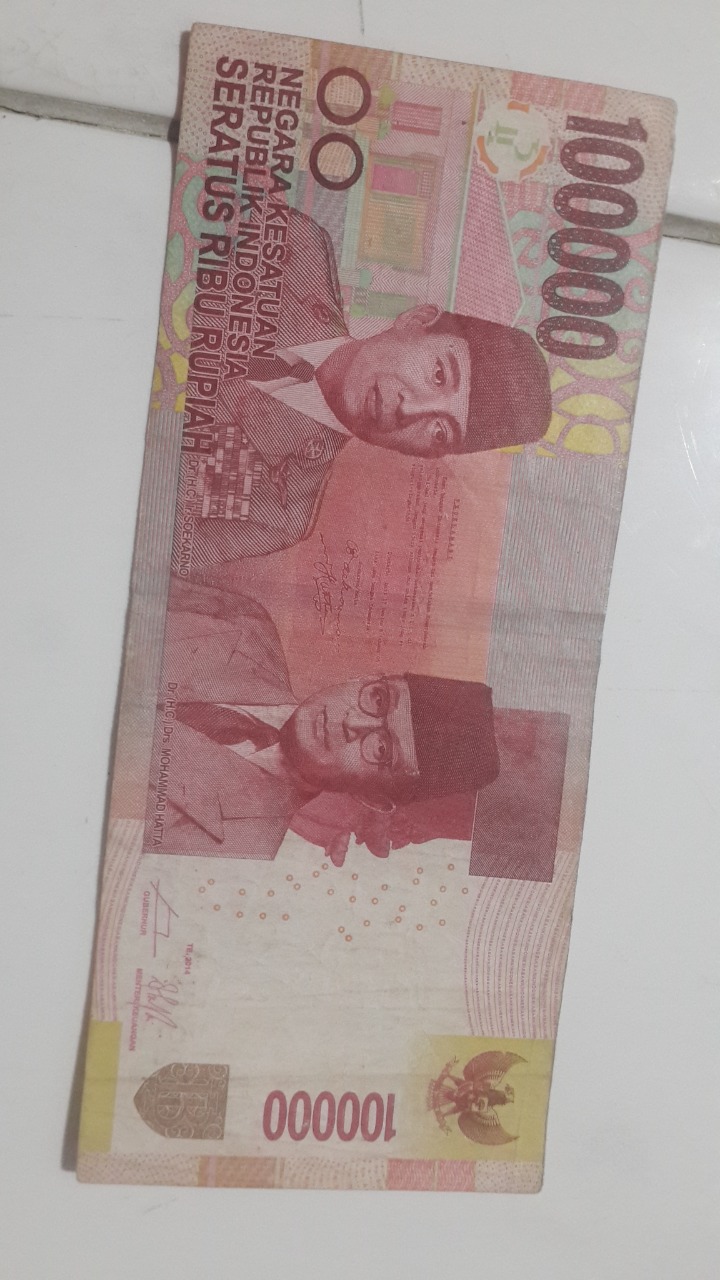 100000
NEGARA KESATUAN
REPUBLIK INDONESIA
SERATUS RIBU RUPIAH
Dr. (H.C.) Ir. SOEKARNO
Dr. (H.C.) Drs. MOHAMMAD HATTA
PROKLAMASI
TE. 2014
GUBERNUR
MENTERI KEUANGAN
100000